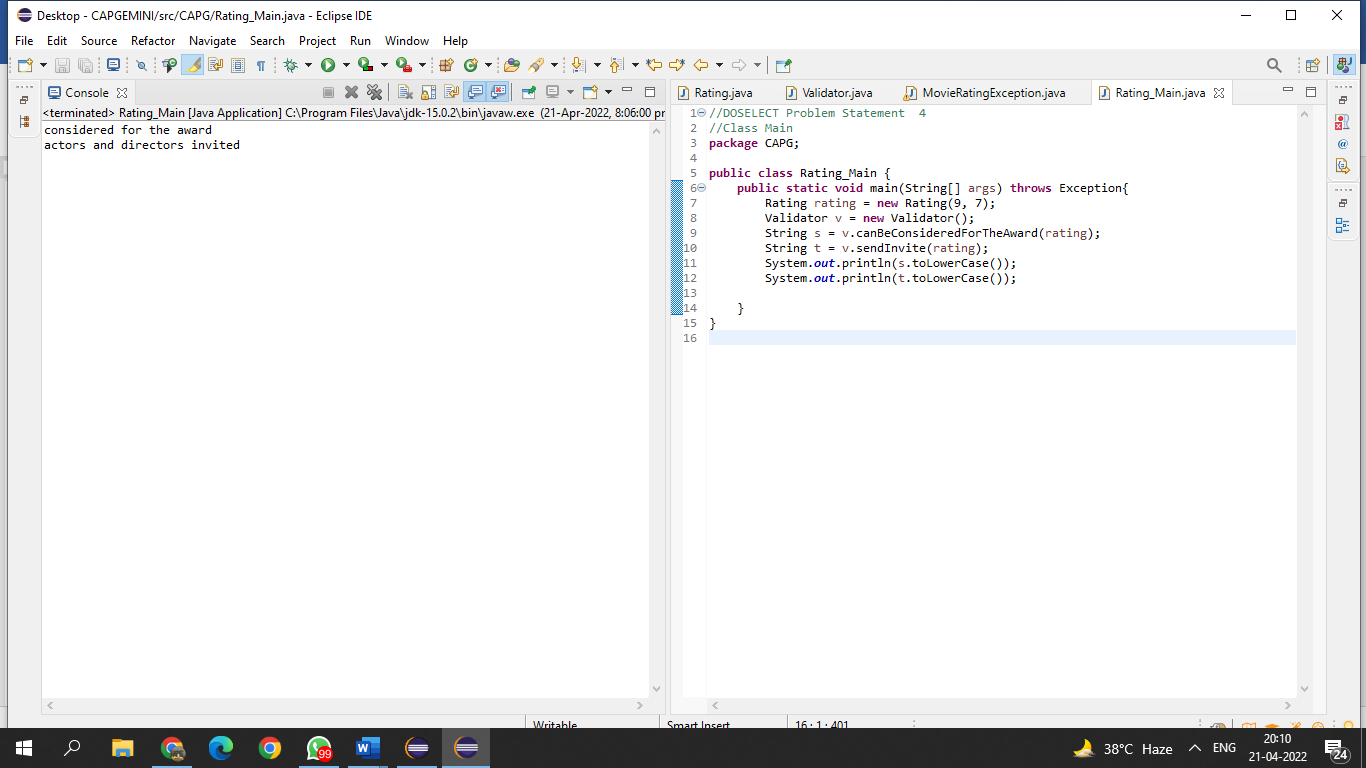 Desktop - CAPGEMINI/src/CAPG/Rating_Main.java - Eclipse IDE
File Edit Source Refactor Navigate Search Project Run Window Help
Console
<terminated> Rating_Main [Java Application] C:\Program Files\Java\jdk-15.0.2\bin\javaw.exe (21-Apr-2022, 8:06:00 pr
considered for the award
actors and directors invited
Rating.java Validator.java MovieRatingException.java Rating_Main.java
1 //DOSELECT Problem Statement  4
2 //Class Main
3 package CAPG;
4
5 public class Rating_Main {
6     public static void main(String[] args) throws Exception{
7         Rating rating = new Rating(9, 7);
8         Validator v = new Validator();
9         String s = v.canBeConsideredForTheAward(rating);
10         String t = v.sendInvite(rating);
11         System.out.println(s.toLowerCase());
12         System.out.println(t.toLowerCase());
13
14     }
15 }
16
Writable Smart Insert 16 : 1 : 401
99
38°C Haze
ENG
20:10
21-04-2022
24